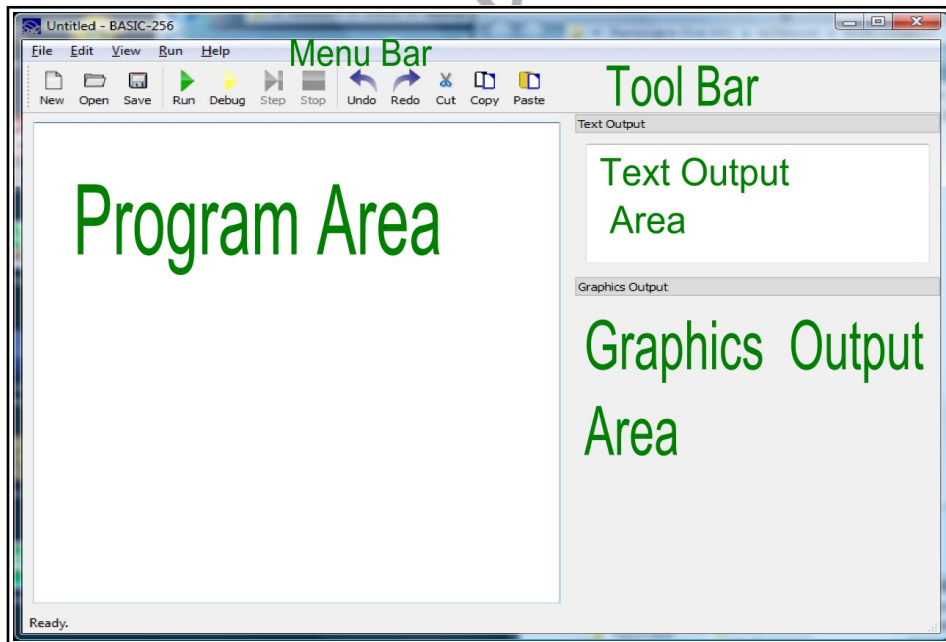 Untitled - BASIC-256
File Edit View Run Help
Menu Bar
New Open Save Run Debug Step Stop Undo Redo Cut Copy Paste
Tool Bar
Program Area
Text Output
Text Output
Area
Graphics Output
Graphics Output
Area
Ready.